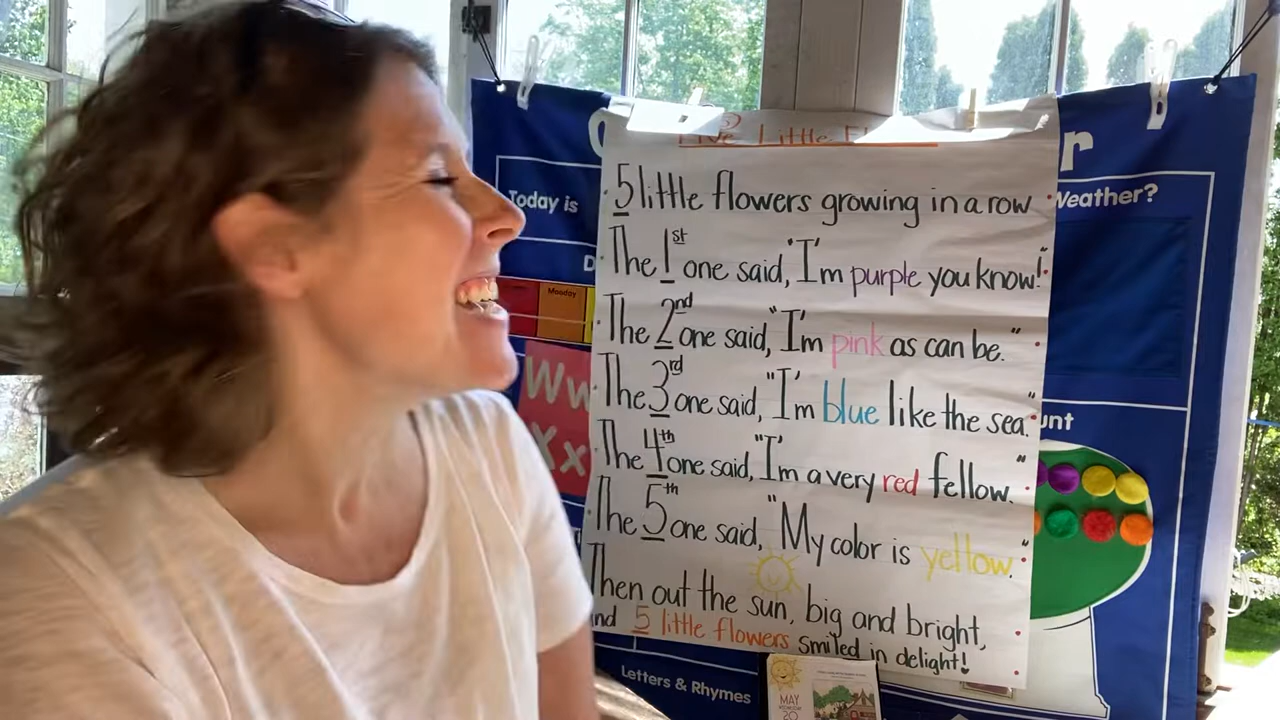 Five Little
5 little flowers growing in a row
The 1st one said, "I'm purple you know!"
The 2nd one said, "I'm pink as can be."
The 3rd one said, "I'm blue like the sea."
The 4th one said, "I'm a very red fellow."
The 5th one said, "My color is yellow."
Then out the sun, big and bright,
and 5 little flowers smiled in delight!
Today is
Weather?
Monday
Ww
Xx
Letters & Rhymes
MAY
WEDNESDAY
20